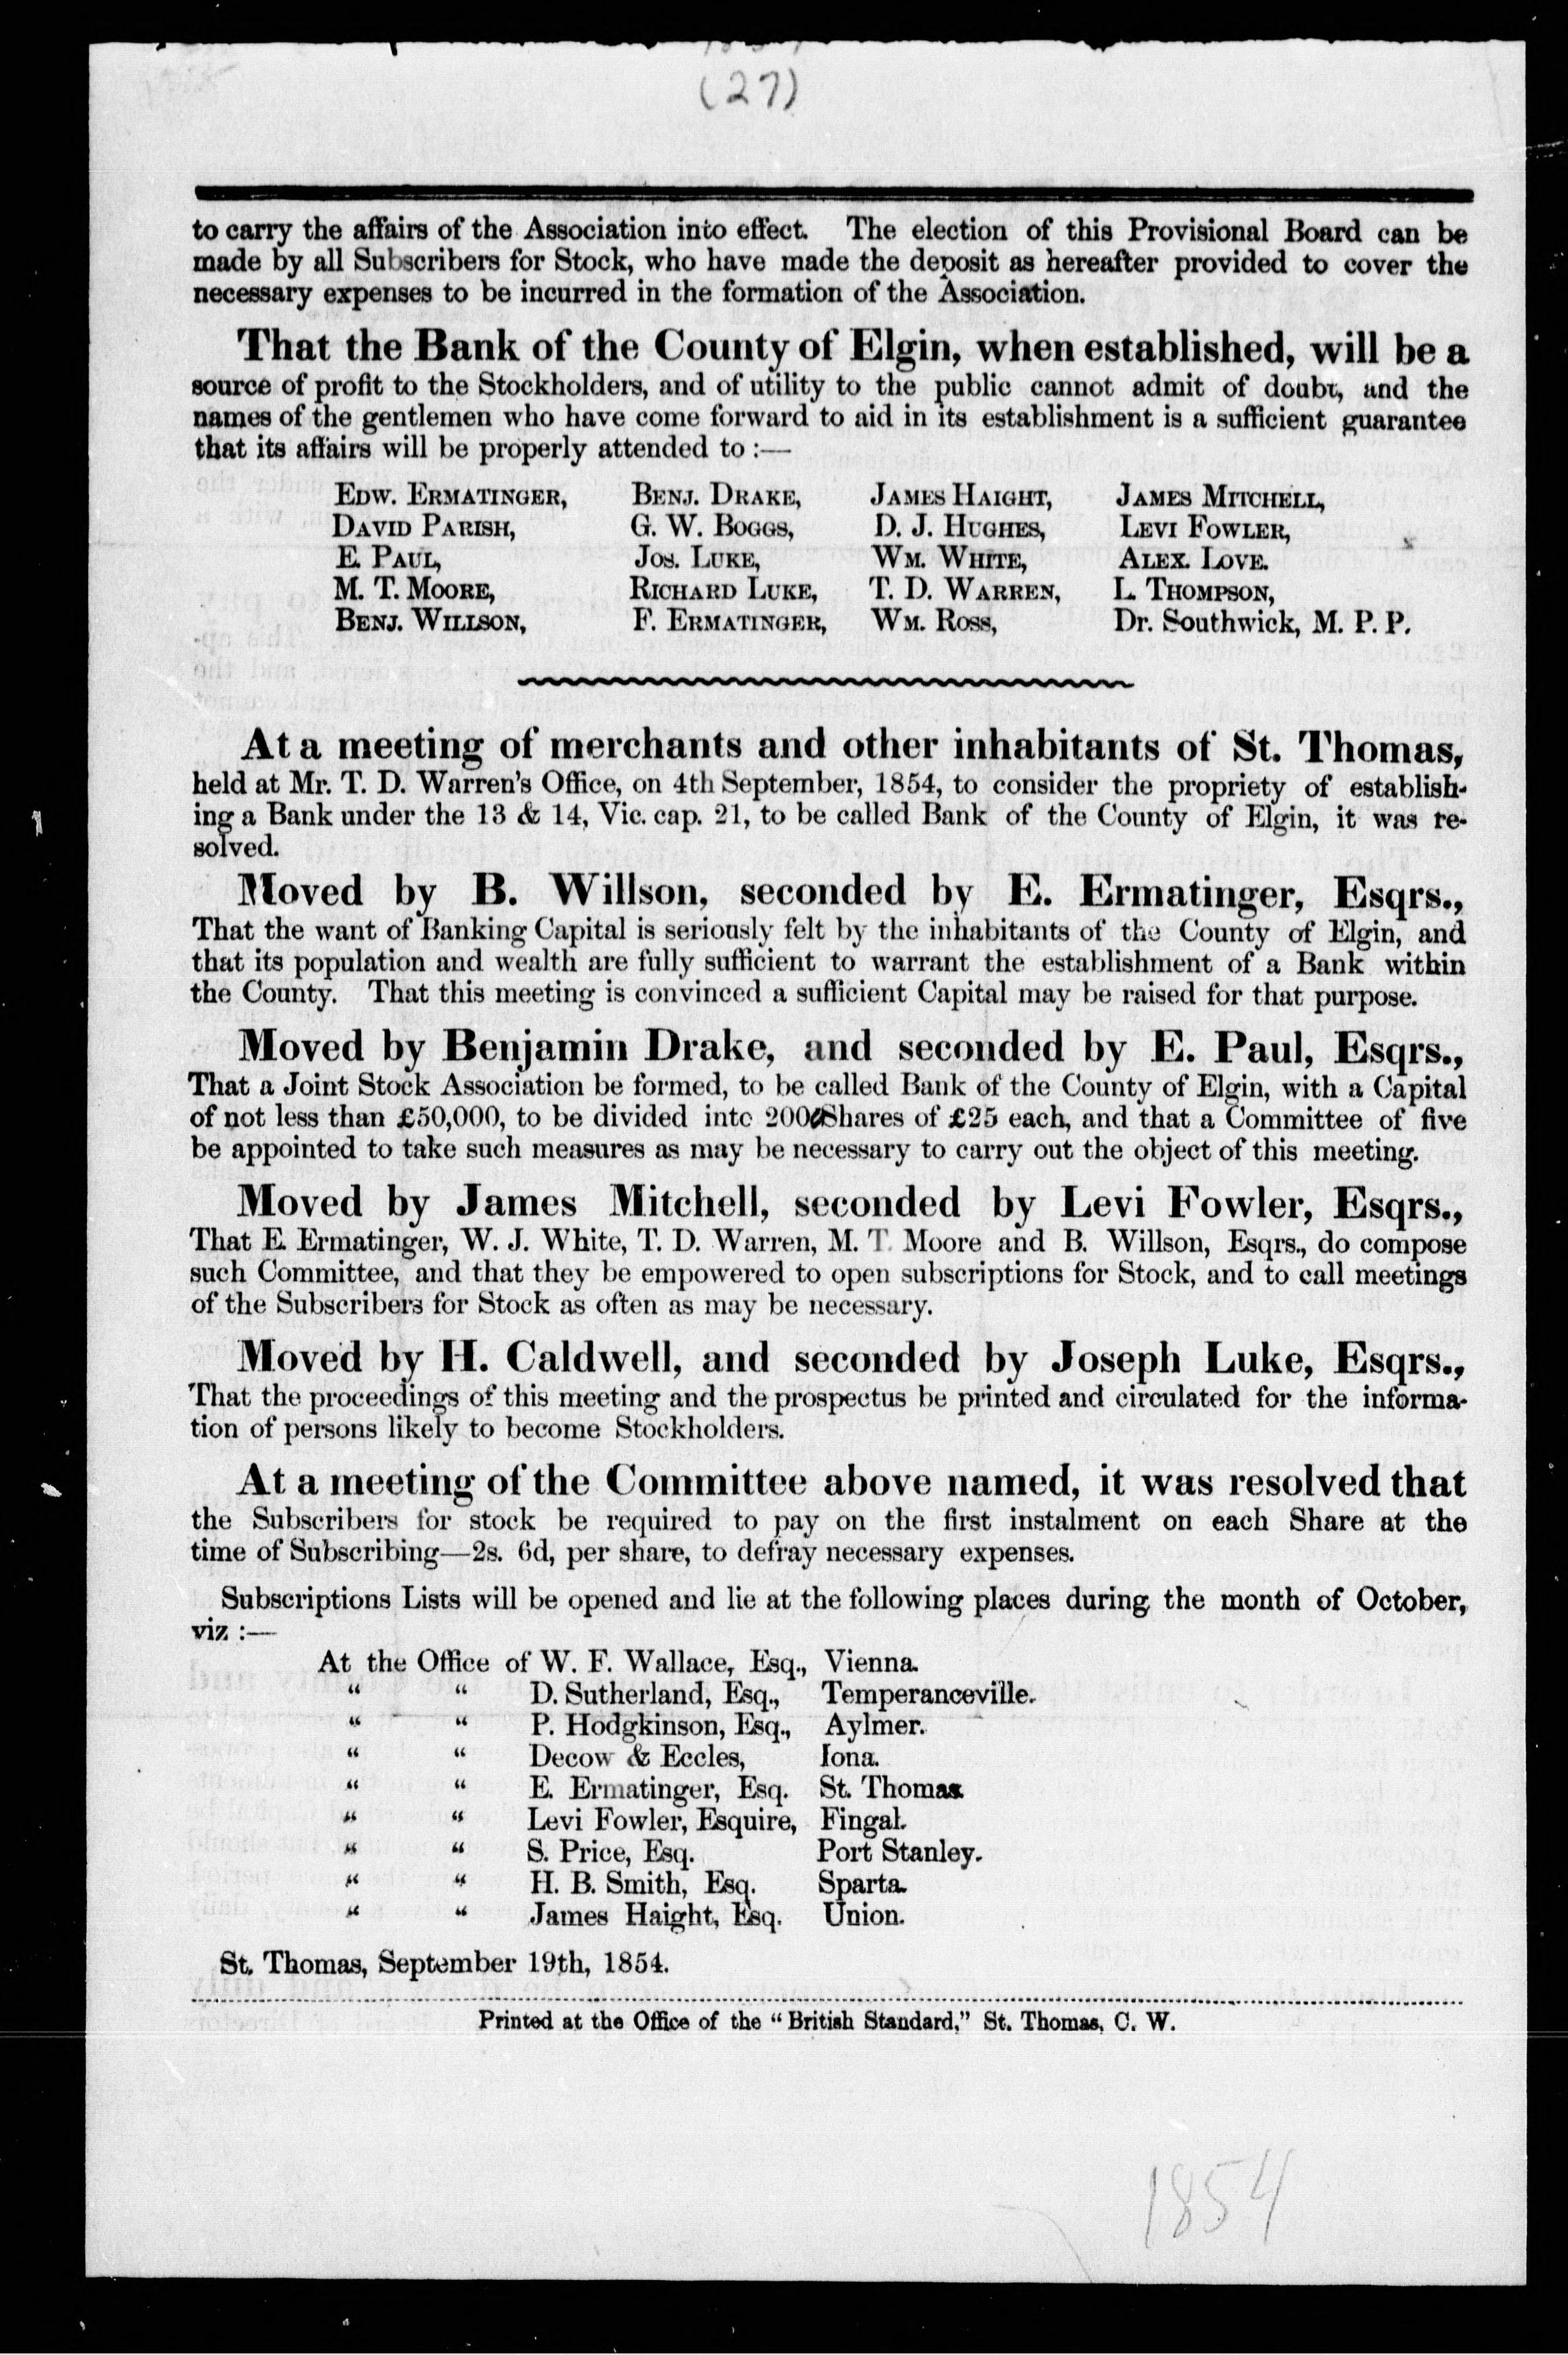 (27)
to carry the affairs of the Association into effect. The election of this Provisional Board can be
made by all Subscribers for Stock, who have made the deposit as hereafter provided to cover the
necessary expenses to be incurred in the formation of the Association.
That the Bank of the County of Elgin, when established, will be a
source of profit to the Stockholders, and of utility to the public cannot admit of doubt, and the
names of the gentlemen who have come forward to aid in its establishment is a sufficient guarantee
that its affairs will be properly attended to :—
EDW. ERMATINGER, BENJ. DRAKE, JAMES HAIGHT, JAMES MITCHELL,
DAVID PARISH, G. W. BOGGS, D. J. HUGHES, LEVI FOWLER,
E. PAUL, JOS. LUKE, WM. WHITE, ALEX. LOVE.
M. T. MOORE, RICHARD LUKE, T. D. WARREN, L. THOMPSON,
BENJ. WILLSON, F. ERMATINGER, WM. ROSS, Dr. Southwick, M. P. P.
At a meeting of merchants and other inhabitants of St. Thomas,
held at Mr. T. D. Warren's Office, on 4th September, 1854, to consider the propriety of establish-
ing a Bank under the 13 & 14, Vic. cap. 21, to be called Bank of the County of Elgin, it was re-
solved.
Moved by B. Willson, seconded by E. Ermatinger, Esqrs.,
That the want of Banking Capital is seriously felt by the inhabitants of the County of Elgin, and
that its population and wealth are fully sufficient to warrant the establishment of a Bank within
the County. That this meeting is convinced a sufficient Capital may be raised for that purpose.
Moved by Benjamin Drake, and seconded by E. Paul, Esqrs.,
That a Joint Stock Association be formed, to be called Bank of the County of Elgin, with a Capital
of not less than £50,000, to be divided into 2000 Shares of £25 each, and that a Committee of five
be appointed to take such measures as may be necessary to carry out the object of this meeting.
Moved by James Mitchell, seconded by Levi Fowler, Esqrs.,
That E. Ermatinger, W. J. White, T. D. Warren, M. T. Moore and B. Willson, Esqrs., do compose
such Committee, and that they be empowered to open subscriptions for Stock, and to call meetings
of the Subscribers for Stock as often as may be necessary.
Moved by H. Caldwell, and seconded by Joseph Luke, Esqrs.,
That the proceedings of this meeting and the prospectus be printed and circulated for the informa-
tion of persons likely to become Stockholders.
At a meeting of the Committee above named, it was resolved that
the Subscribers for stock be required to pay on the first instalment on each Share at the
time of Subscribing—2s. 6d, per share, to defray necessary expenses.
Subscriptions Lists will be opened and lie at the following places during the month of October,
viz :—
At the Office of W. F. Wallace, Esq., Vienna.
" " D. Sutherland, Esq., Temperanceville.
" " P. Hodgkinson, Esq., Aylmer.
" " Decow & Eccles, Iona.
" " E. Ermatinger, Esq. St. Thomas.
" " Levi Fowler, Esquire, Fingal.
" " S. Price, Esq. Port Stanley.
" " H. B. Smith, Esq. Sparta.
" " James Haight, Esq. Union.
St. Thomas, September 19th, 1854.
Printed at the Office of the "British Standard," St. Thomas, C. W.
1854